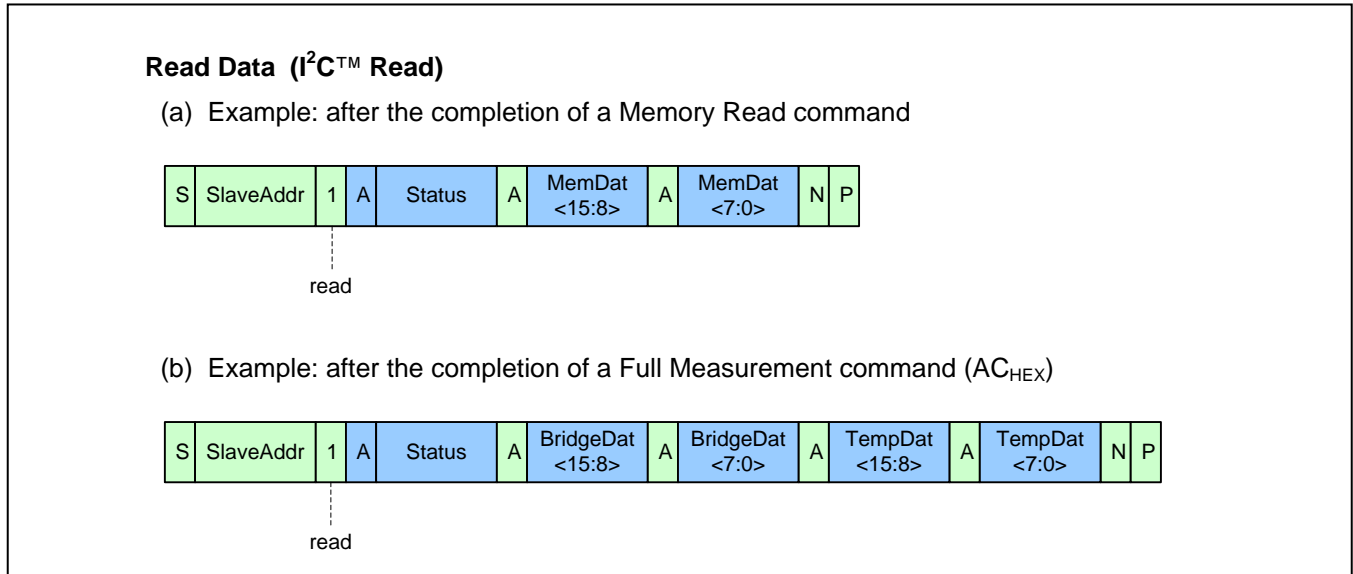 Read Data (I²C™ Read)
(a) Example: after the completion of a Memory Read command
S SlaveAddr 1 A Status A MemDat <15:8> A MemDat <7:0> N P
read
(b) Example: after the completion of a Full Measurement command (AC_HEX)
S SlaveAddr 1 A Status A BridgeDat <15:8> A BridgeDat <7:0> A TempDat <15:8> A TempDat <7:0> N P
read